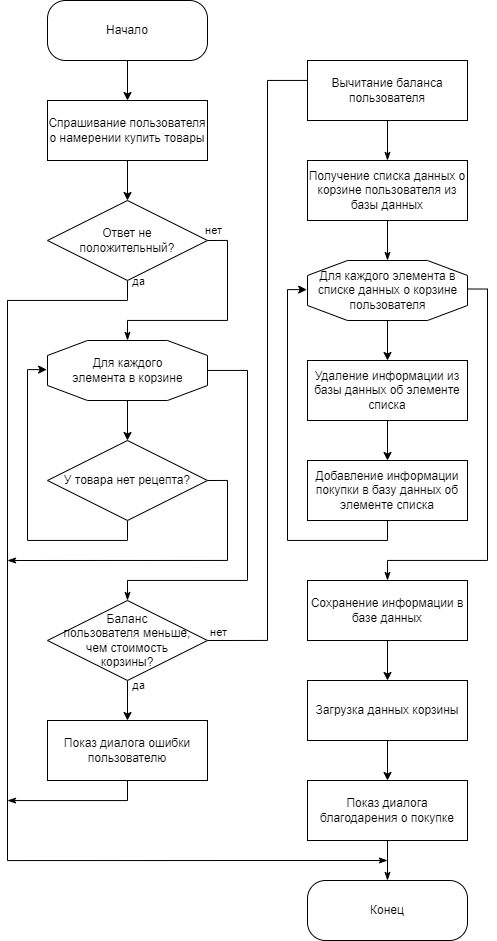 Начало
Спрашивание пользователя
о намерении купить товары
Ответ не
положительный?
нет
да
Для каждого
элемента в корзине
У товара нет рецепта?
Баланс
пользователя меньше,
чем стоимость
корзины?
нет
да
Показ диалога ошибки
пользователю
Вычитание баланса
пользователя
Получение списка данных о
корзине пользователя из
базы данных
Для каждого элемента в
списке данных о корзине
пользователя
Удаление информации из
базы данных об элементе
списка
Добавление информации
покупки в базу данных об
элементе списка
Сохранение информации в
базе данных
Загрузка данных корзины
Показ диалога
благодарения о покупке
Конец